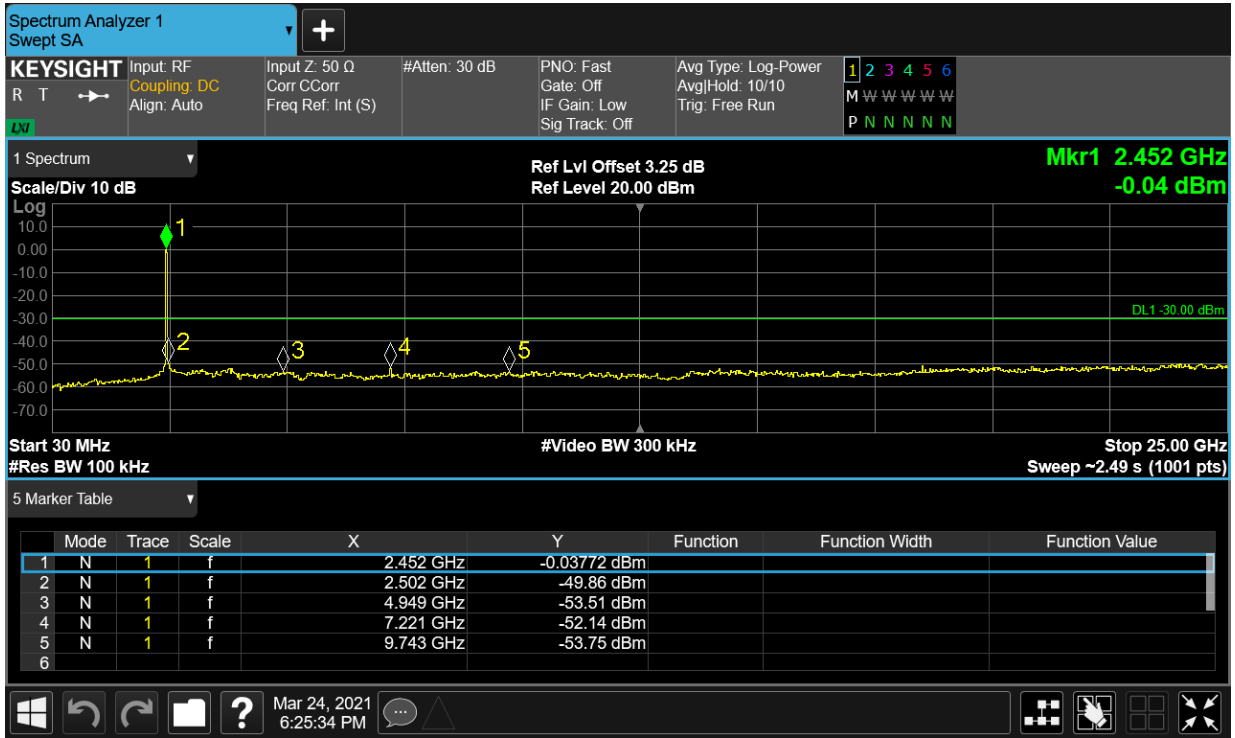 Spectrum Analyzer 1
Swept SA
KEYSIGHT
R T
LXI
Input: RF
Coupling: DC
Align: Auto
Input Z: 50 Ω
Corr CCorr
Freq Ref: Int (S)
#Atten: 30 dB
PNO: Fast
Gate: Off
IF Gain: Low
Sig Track: Off
Avg Type: Log-Power
Avg|Hold: 10/10
Trig: Free Run
1 2 3 4 5 6
M W W W W W
P N N N N N
1 Spectrum
Scale/Div 10 dB
Ref Lvl Offset 3.25 dB
Ref Level 20.00 dBm
Mkr1 2.452 GHz
-0.04 dBm
Log
10.0
0.00
-10.0
-20.0
-30.0
-40.0
-50.0
-60.0
-70.0
1
2
3
4
5
DL1 -30.00 dBm
Start 30 MHz
#Res BW 100 kHz
#Video BW 300 kHz
Stop 25.00 GHz
Sweep ~2.49 s (1001 pts)
5 Marker Table
Mode Trace Scale X Y Function Function Width Function Value
1 N 1 f 2.452 GHz -0.03772 dBm
2 N 1 f 2.502 GHz -49.86 dBm
3 N 1 f 4.949 GHz -53.51 dBm
4 N 1 f 7.221 GHz -52.14 dBm
5 N 1 f 9.743 GHz -53.75 dBm
6
?
Mar 24, 2021
6:25:34 PM